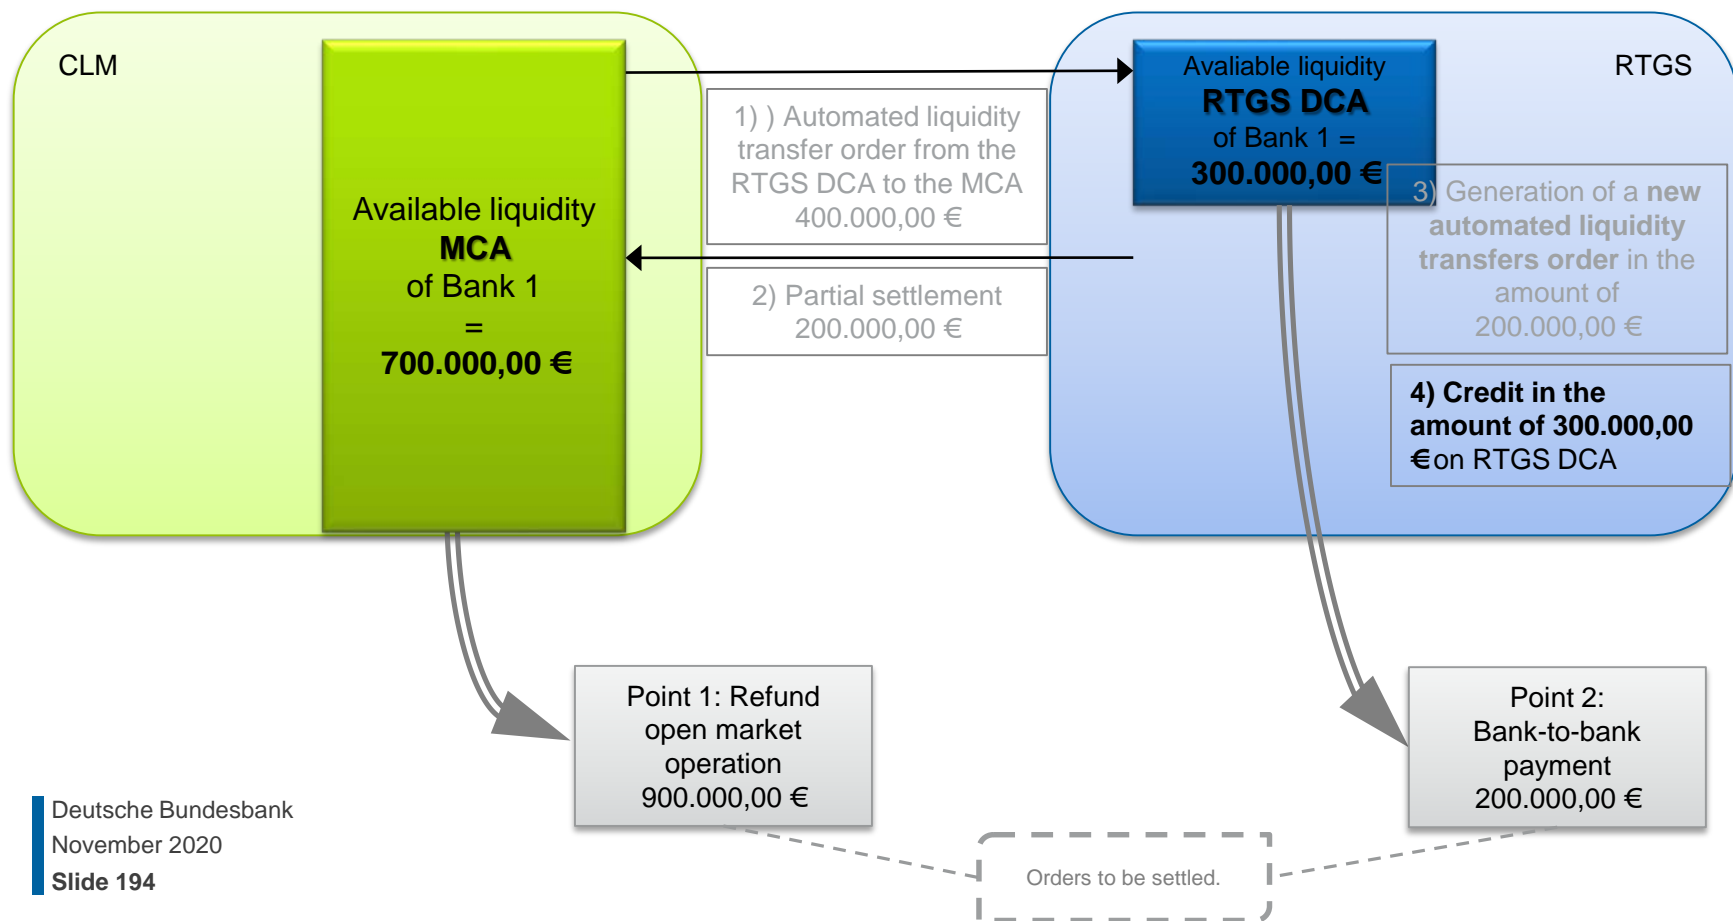 CLM
Available liquidity
MCA
of Bank 1
=
700.000,00 €
1) ) Automated liquidity
transfer order from the
RTGS DCA to the MCA
400.000,00 €
2) Partial settlement
200.000,00 €
RTGS
Avaliable liquidity
RTGS DCA
of Bank 1 =
300.000,00 €
3) Generation of a new
automated liquidity
transfers order in the
amount of
200.000,00 €
4) Credit in the
amount of 300.000,00
€ on RTGS DCA
Point 1: Refund
open market
operation
900.000,00 €
Point 2:
Bank-to-bank
payment
200.000,00 €
Orders to be settled.
Deutsche Bundesbank
November 2020
Slide 194